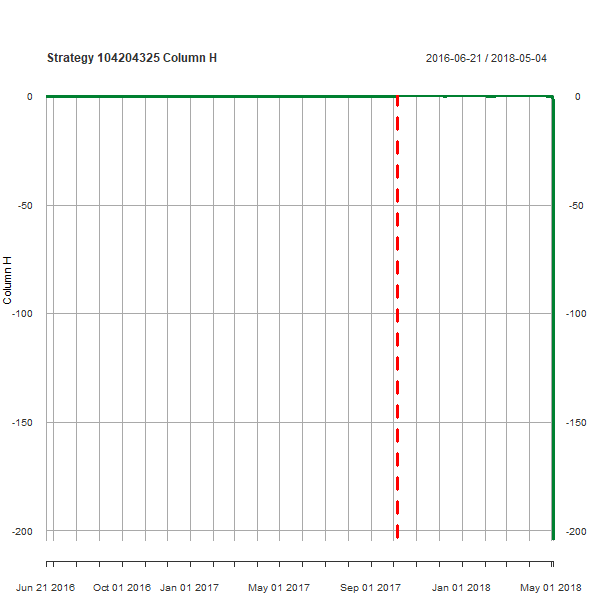 Strategy 104204325 Column H
2016-06-21 / 2018-05-04
0 0
-50 -50
-100 -100
-150 -150
-200 -200
Column H
Jun 21 2016 Oct 01 2016 Jan 01 2017 May 01 2017 Sep 01 2017 Jan 01 2018 May 01 2018